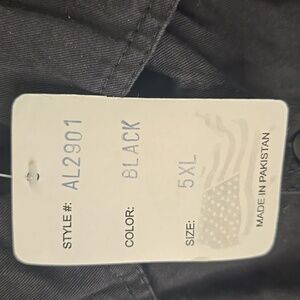 STYLE #: AL2901
COLOR: BLACK
SIZE: 5XL
MADE IN PAKISTAN